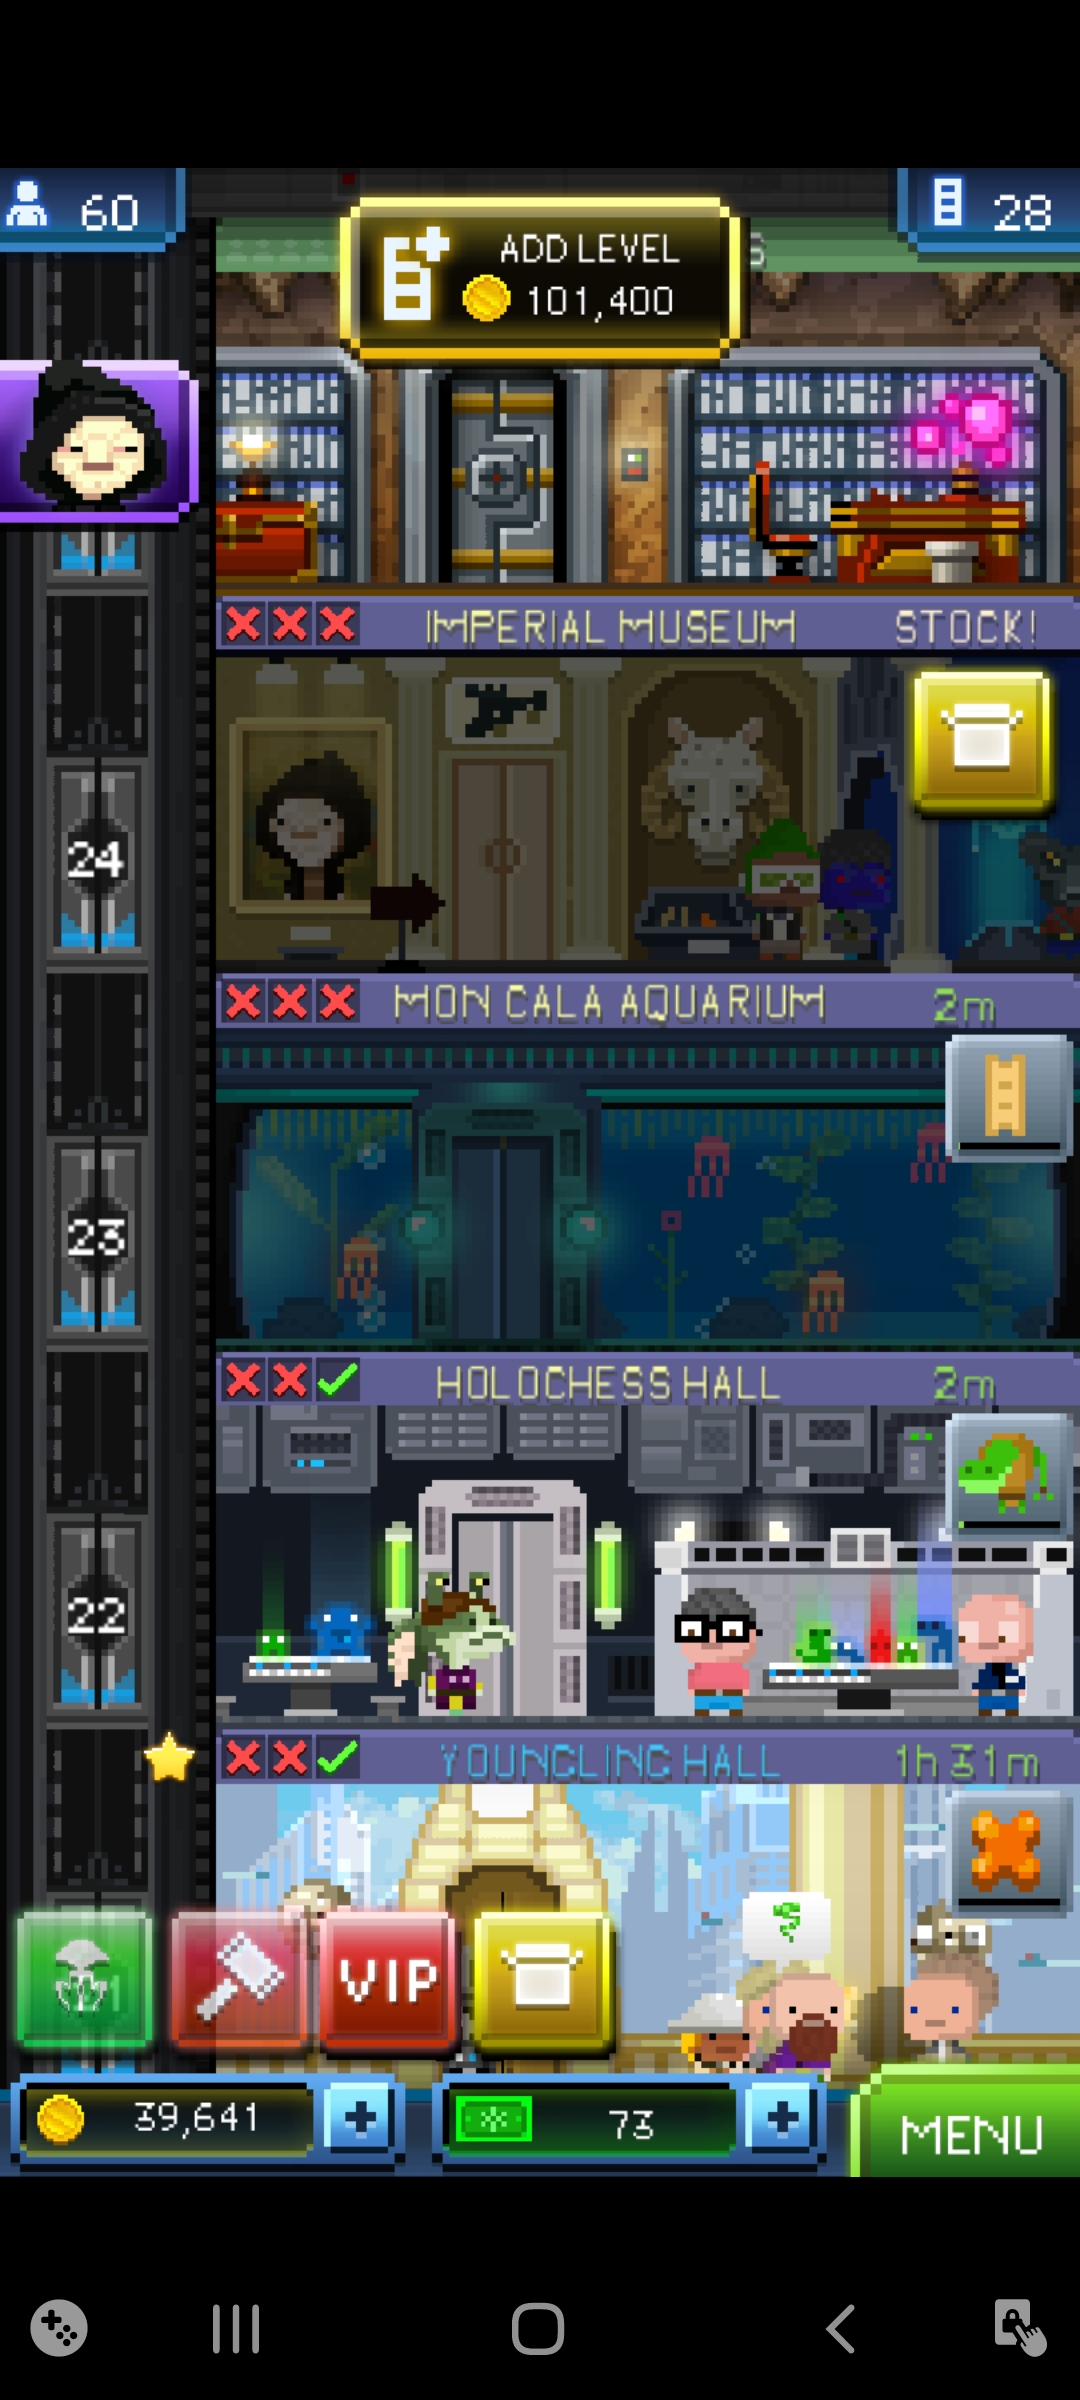 60
28
ADD LEVEL
101,400
IMPERIAL MUSEUM STOCK!
24
MON CALA AQUARIUM 2m
23
HOLOCHESS HALL 2m
22
YOUNGLING HALL 1h 31m
VIP
39,641
73
MENU